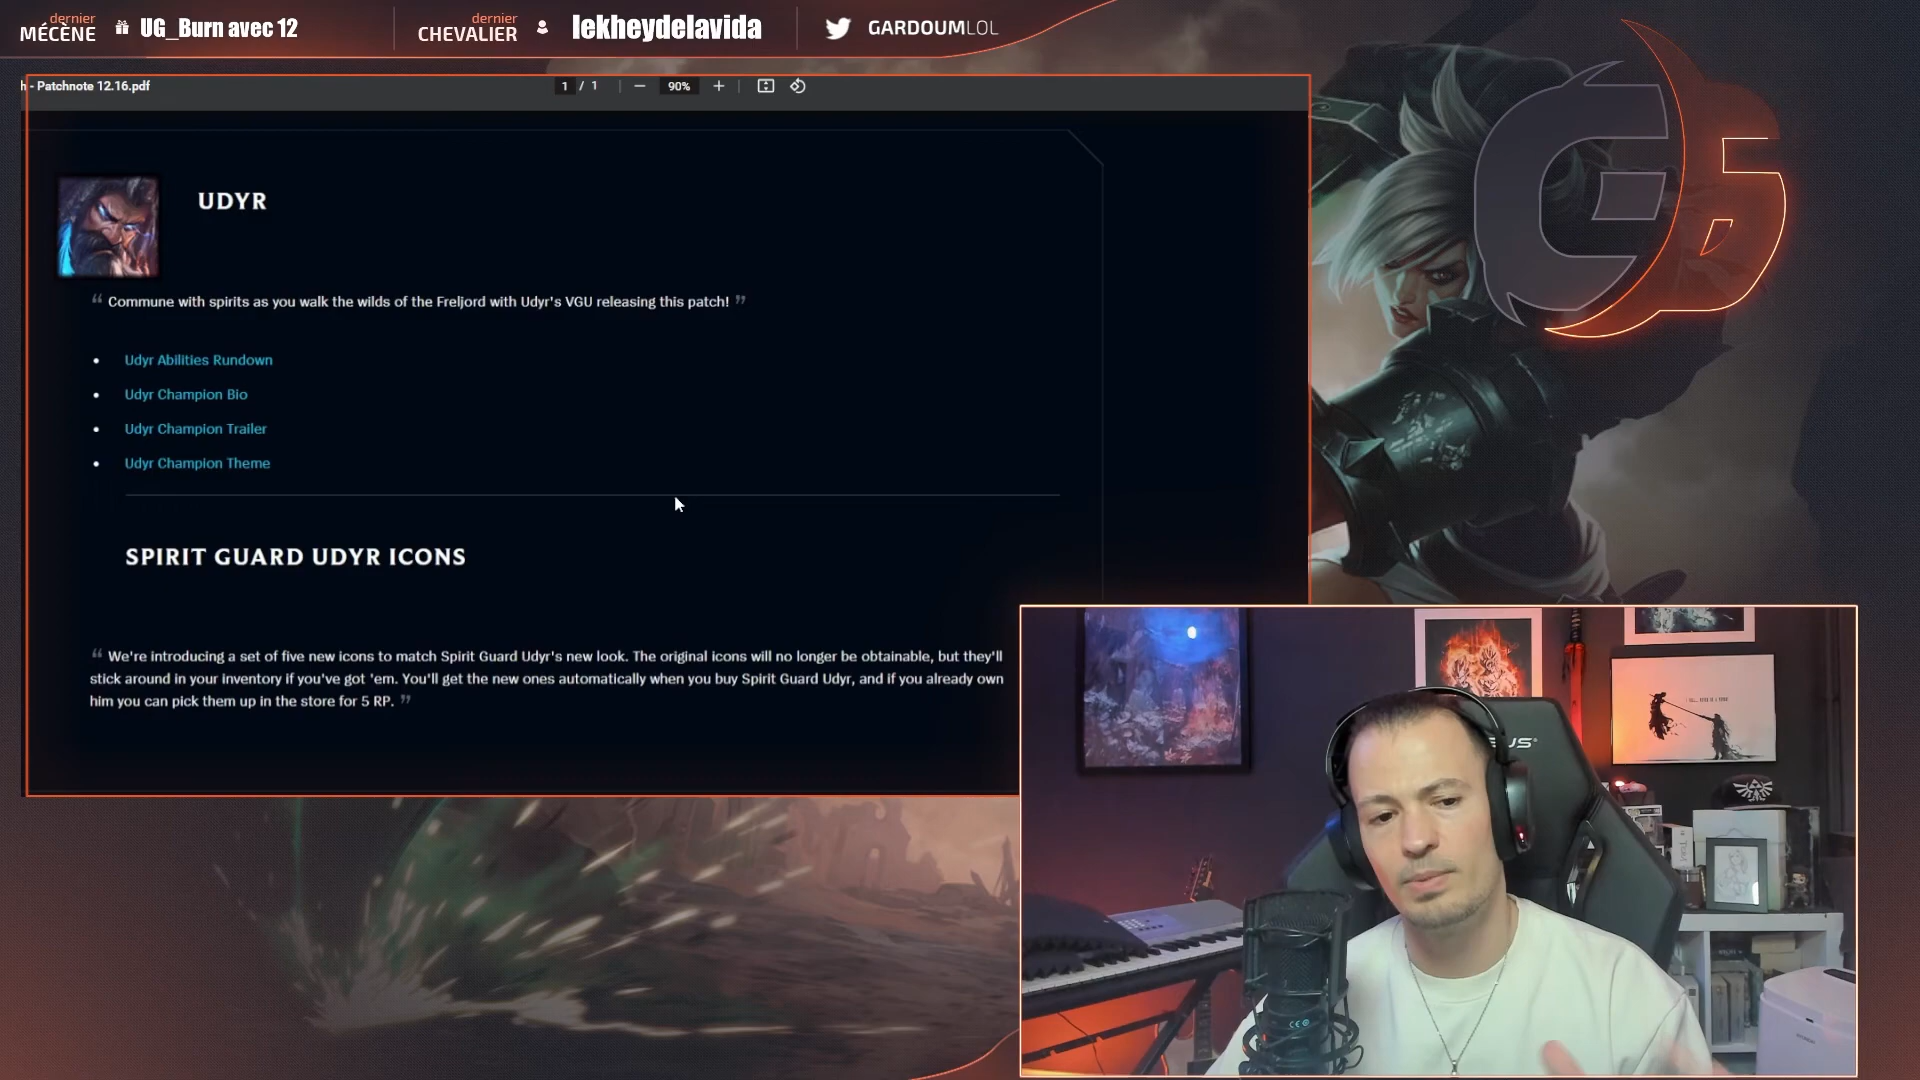 dernier
MÉCÈNE
UG_Burn avec 12
dernier
CHEVALIER
lekheydelavida
GARDOUMLOL
h - Patchnote 12.16.pdf
1 / 1
90%
UDYR
“ Commune with spirits as you walk the wilds of the Freljord with Udyr's VGU releasing this patch! ”
• Udyr Abilities Rundown
• Udyr Champion Bio
• Udyr Champion Trailer
• Udyr Champion Theme
SPIRIT GUARD UDYR ICONS
“ We're introducing a set of five new icons to match Spirit Guard Udyr's new look. The original icons will no longer be obtainable, but they'll
stick around in your inventory if you've got 'em. You'll get the new ones automatically when you buy Spirit Guard Udyr, and if you already own
him you can pick them up in the store for 5 RP. ”